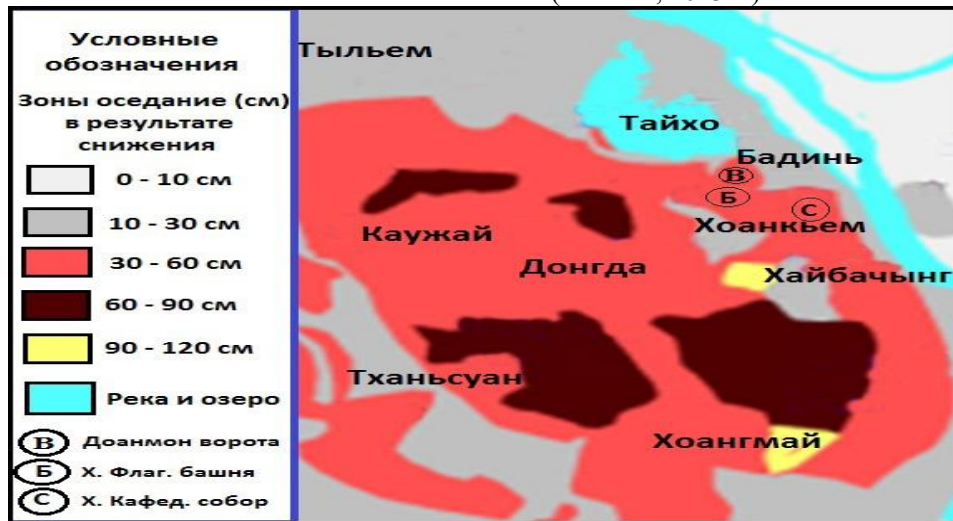 Условные
обозначения
Зоны оседание (см)
в результате
снижения
0 - 10 см
10 - 30 см
30 - 60 см
60 - 90 см
90 - 120 см
Река и озеро
В Доанмон ворота
Б Х. Флаг. башня
С Х. Кафед. собор
Тыльем
Тайхо
Бадинь
В
Б
С
Хоанкьем
Каужай
Донгда
Хайбачынг
Тханьсуан
Хоангмай